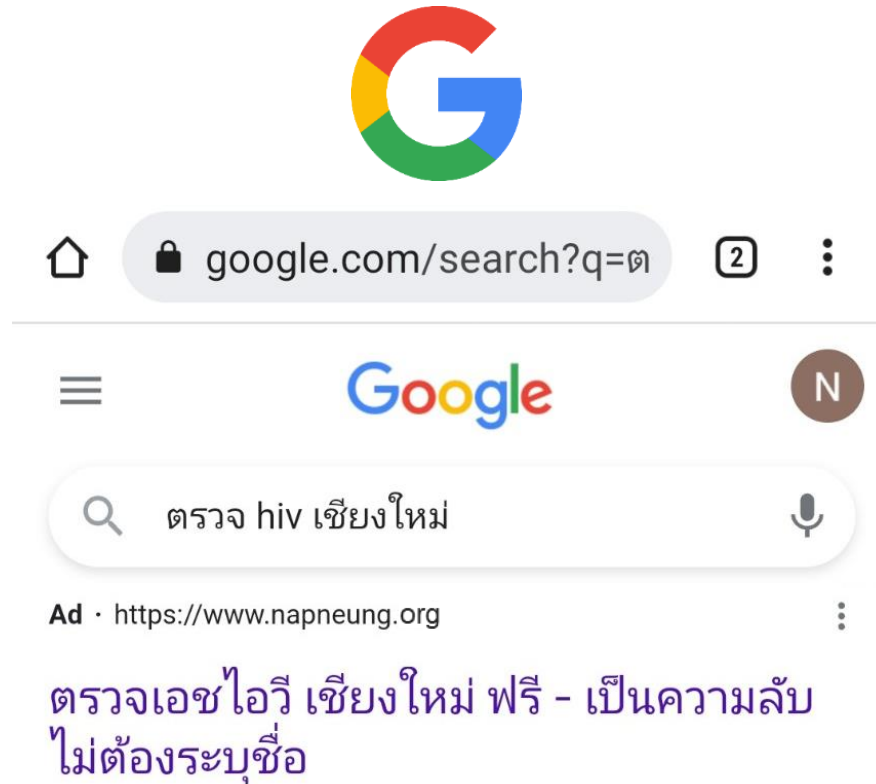 G
google.com/search?q=ต
2
Google
N
ตรวจ hiv เชียงใหม่
Ad · https://www.napneung.org
ตรวจเอชไอวี เชียงใหม่ ฟรี - เป็นความลับ
ไม่ต้องระบุชื่อ